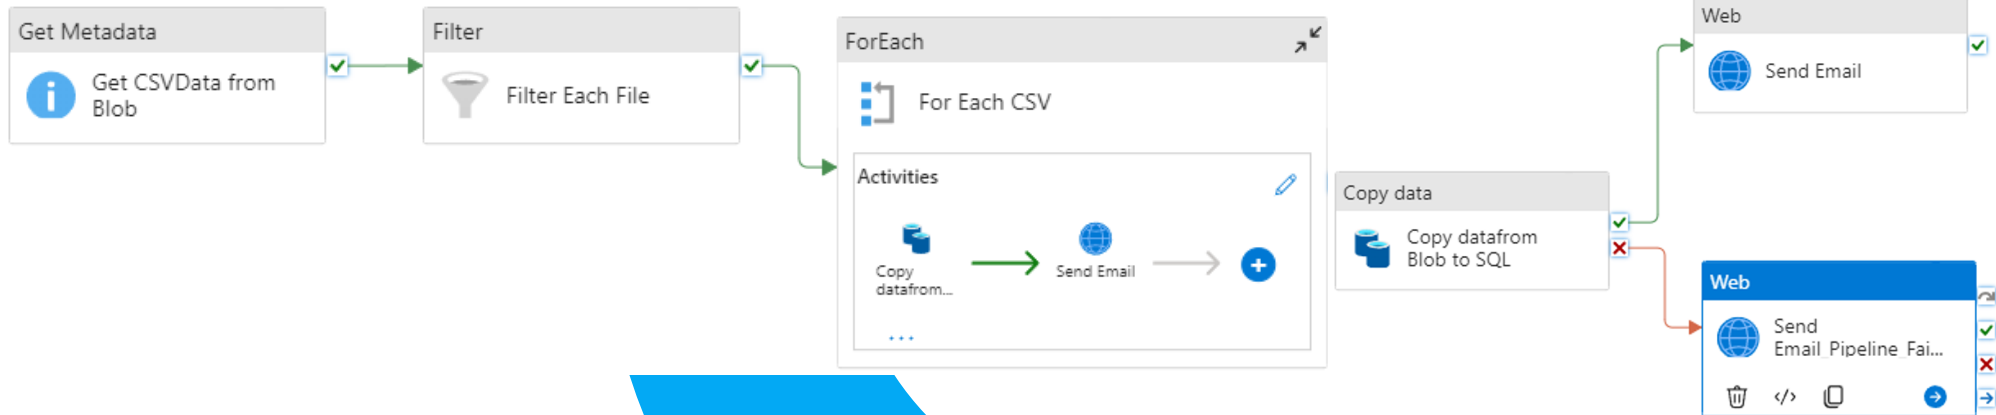 Get Metadata
Get CSVData from
Blob
Filter
Filter Each File
ForEach
For Each CSV
Activities
Copy
datafrom...
Send Email
...
Copy data
Copy datafrom
Blob to SQL
Web
Send Email
Web
Send
Email_Pipeline_Fai...